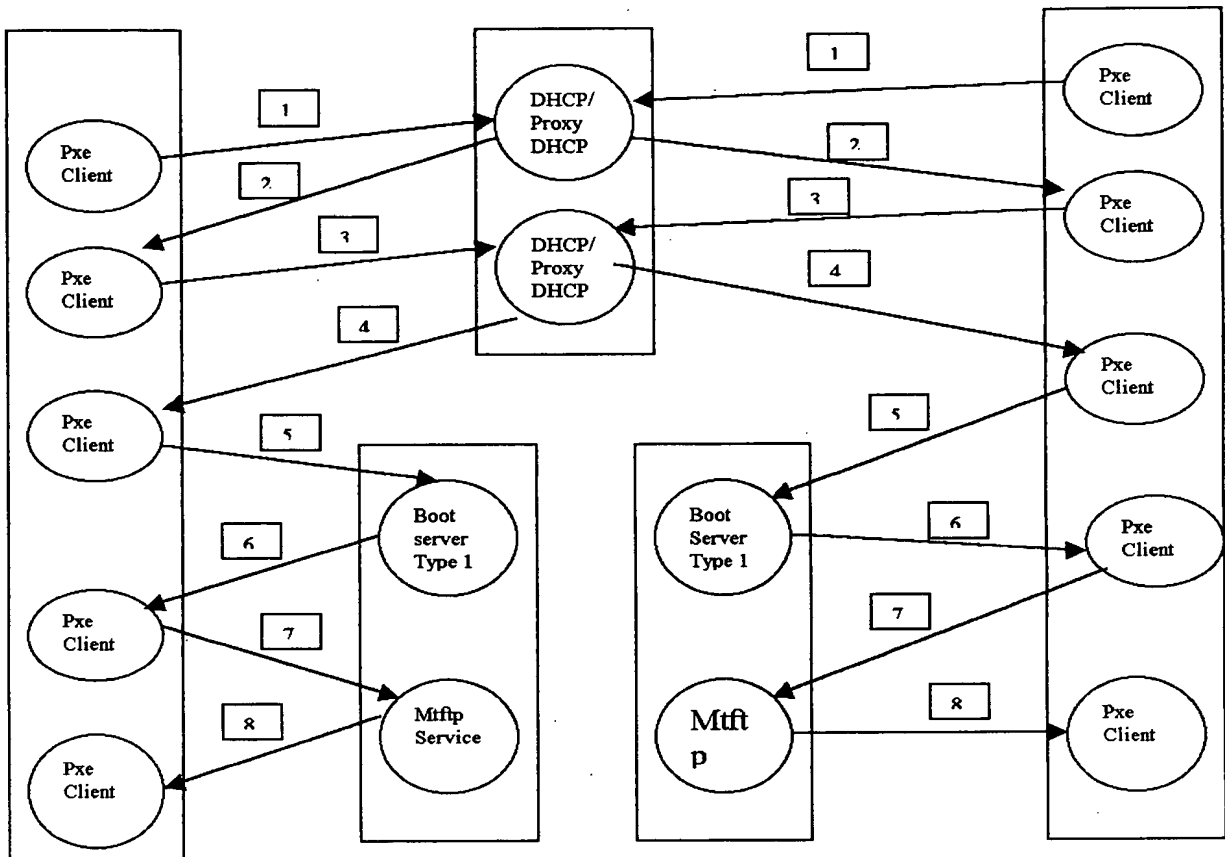 1
Pxe
Client
1
DHCP/
Proxy
DHCP
Pxe
Client
2
2
3
3
Pxe
Client
Pxe
Client
DHCP/
Proxy
DHCP
4
4
Pxe
Client
5
5
Pxe
Client
Boot
server
Type 1
Boot
Server
Type 1
6
6
Pxe
Client
Pxe
Client
7
7
Mtftp
Service
Mtft
p
8
8
Pxe
Client
Pxe
Client